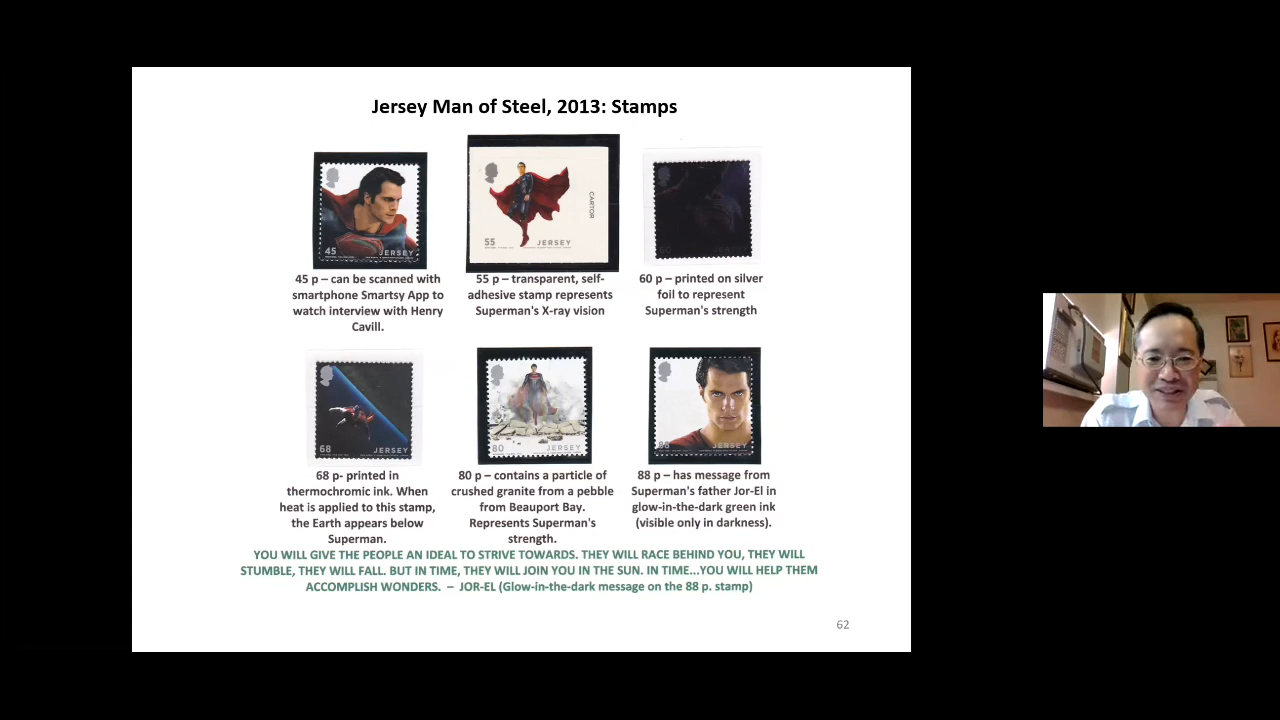 Jersey Man of Steel, 2013: Stamps
45
JERSEY
55
JERSEY
CARTOR
60
45 p – can be scanned with
smartphone Smartsy App to
watch interview with Henry
Cavill.
55 p – transparent, self-
adhesive stamp represents
Superman's X-ray vision
60 p – printed on silver
foil to represent
Superman's strength
68
JERSEY
80
JERSEY
88
JERSEY
68 p- printed in
thermochromic ink. When
heat is applied to this stamp,
the Earth appears below
Superman.
80 p – contains a particle of
crushed granite from a pebble
from Beauport Bay.
Represents Superman's
strength.
88 p – has message from
Superman's father Jor-El in
glow-in-the-dark green ink
(visible only in darkness).
YOU WILL GIVE THE PEOPLE AN IDEAL TO STRIVE TOWARDS. THEY WILL RACE BEHIND YOU, THEY WILL
STUMBLE, THEY WILL FALL. BUT IN TIME, THEY WILL JOIN YOU IN THE SUN. IN TIME...YOU WILL HELP THEM
ACCOMPLISH WONDERS. – JOR-EL (Glow-in-the-dark message on the 88 p. stamp)
62